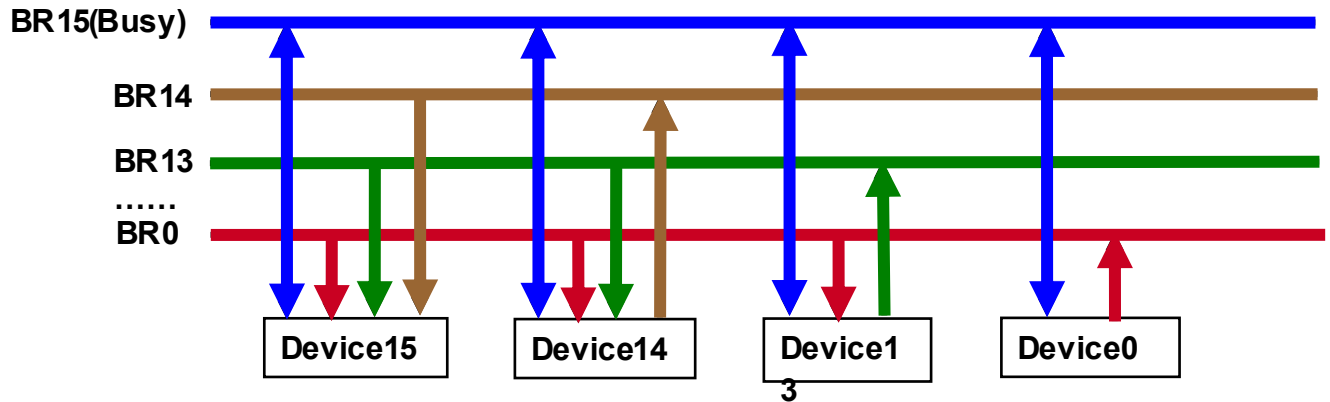 BR15(Busy)
BR14
BR13
......
BR0
Device15
Device14
Device1
3
Device0